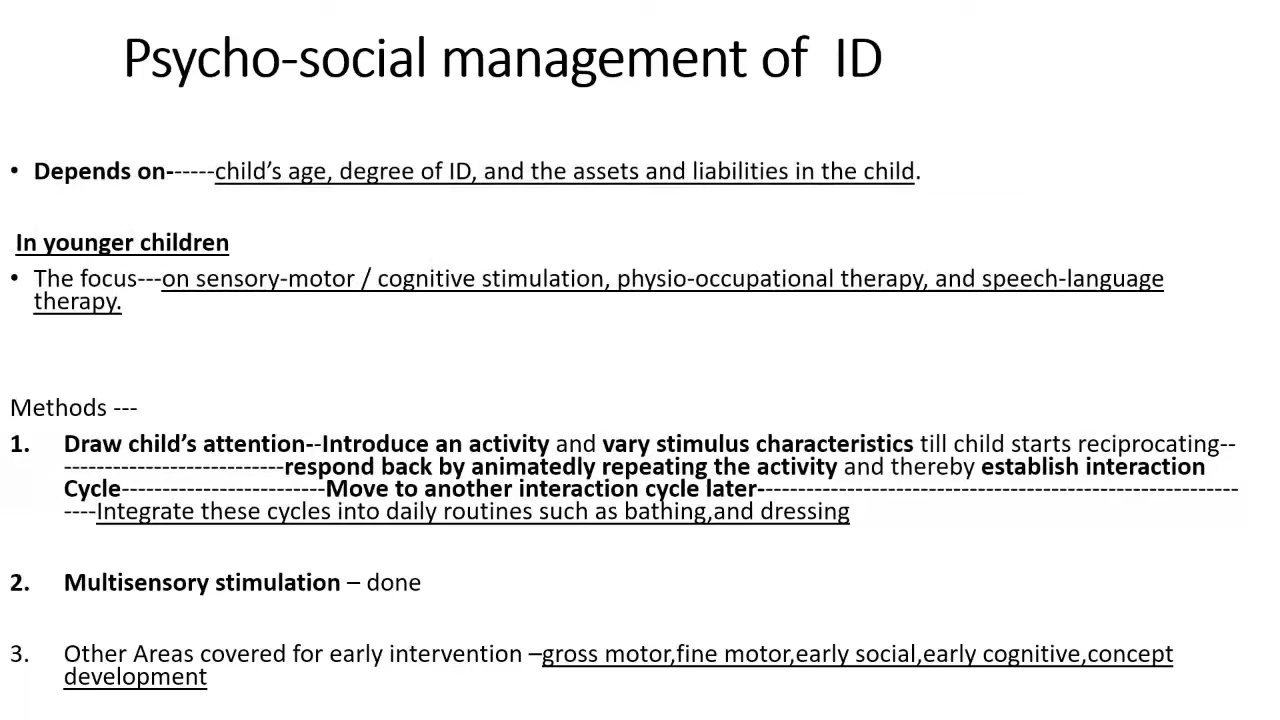 Psycho-social management of ID
• Depends on-------child's age, degree of ID, and the assets and liabilities in the child.
In younger children
• The focus---on sensory-motor / cognitive stimulation, physio-occupational therapy, and speech-language
therapy.
Methods ---
1. Draw child's attention--Introduce an activity and vary stimulus characteristics till child starts reciprocating--
---------------------------respond back by animatedly repeating the activity and thereby establish interaction
Cycle-------------------------Move to another interaction cycle later-----------------------------------------------------------
----Integrate these cycles into daily routines such as bathing,and dressing
2. Multisensory stimulation – done
3. Other Areas covered for early intervention –gross motor,fine motor,early social,early cognitive,concept
development